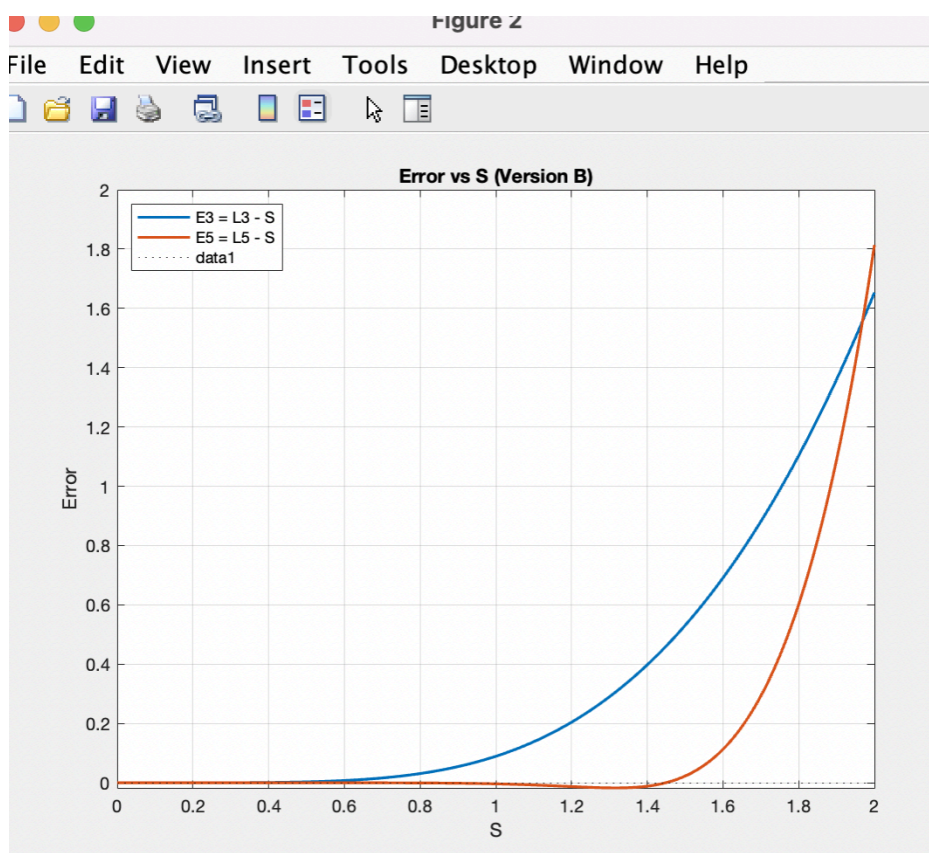 Figure 2
File Edit View Insert Tools Desktop Window Help
Error vs S (Version B)
E3 = L3 - S
E5 = L5 - S
data1
2
1.8
1.6
1.4
1.2
1
0.8
0.6
0.4
0.2
0
Error
0 0.2 0.4 0.6 0.8 1 1.2 1.4 1.6 1.8 2
S